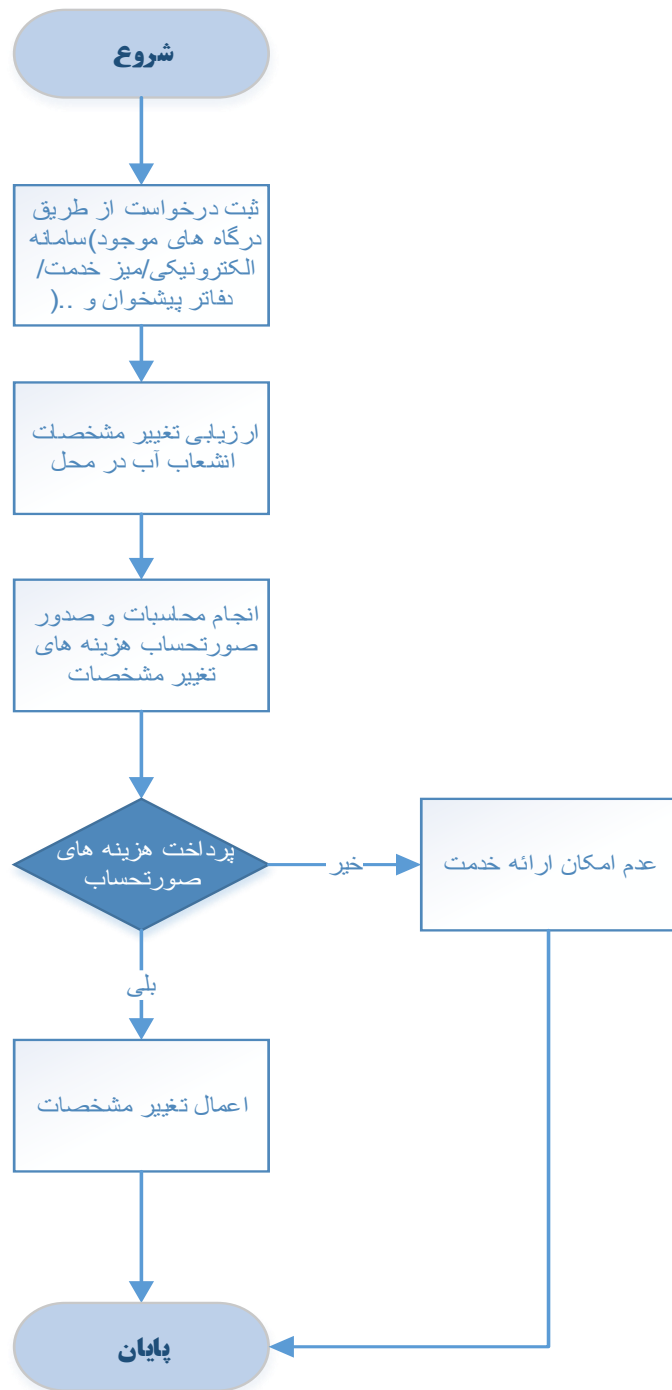 شروع
ثبت درخواست از طریق
درگاه های موجود)سامانه
الکترونیکی/میز خدمت/
دفاتر پیشخوان و ..(
ارزیابی تغییر مشخصات
انشعاب آب در محل
انجام محاسبات و صدور
صورتحساب هزینه های
تغییر مشخصات
پرداخت هزینه های
صورتحساب
خیر
عدم امکان ارائه خدمت
بلی
اعمال تغییر مشخصات
پایان